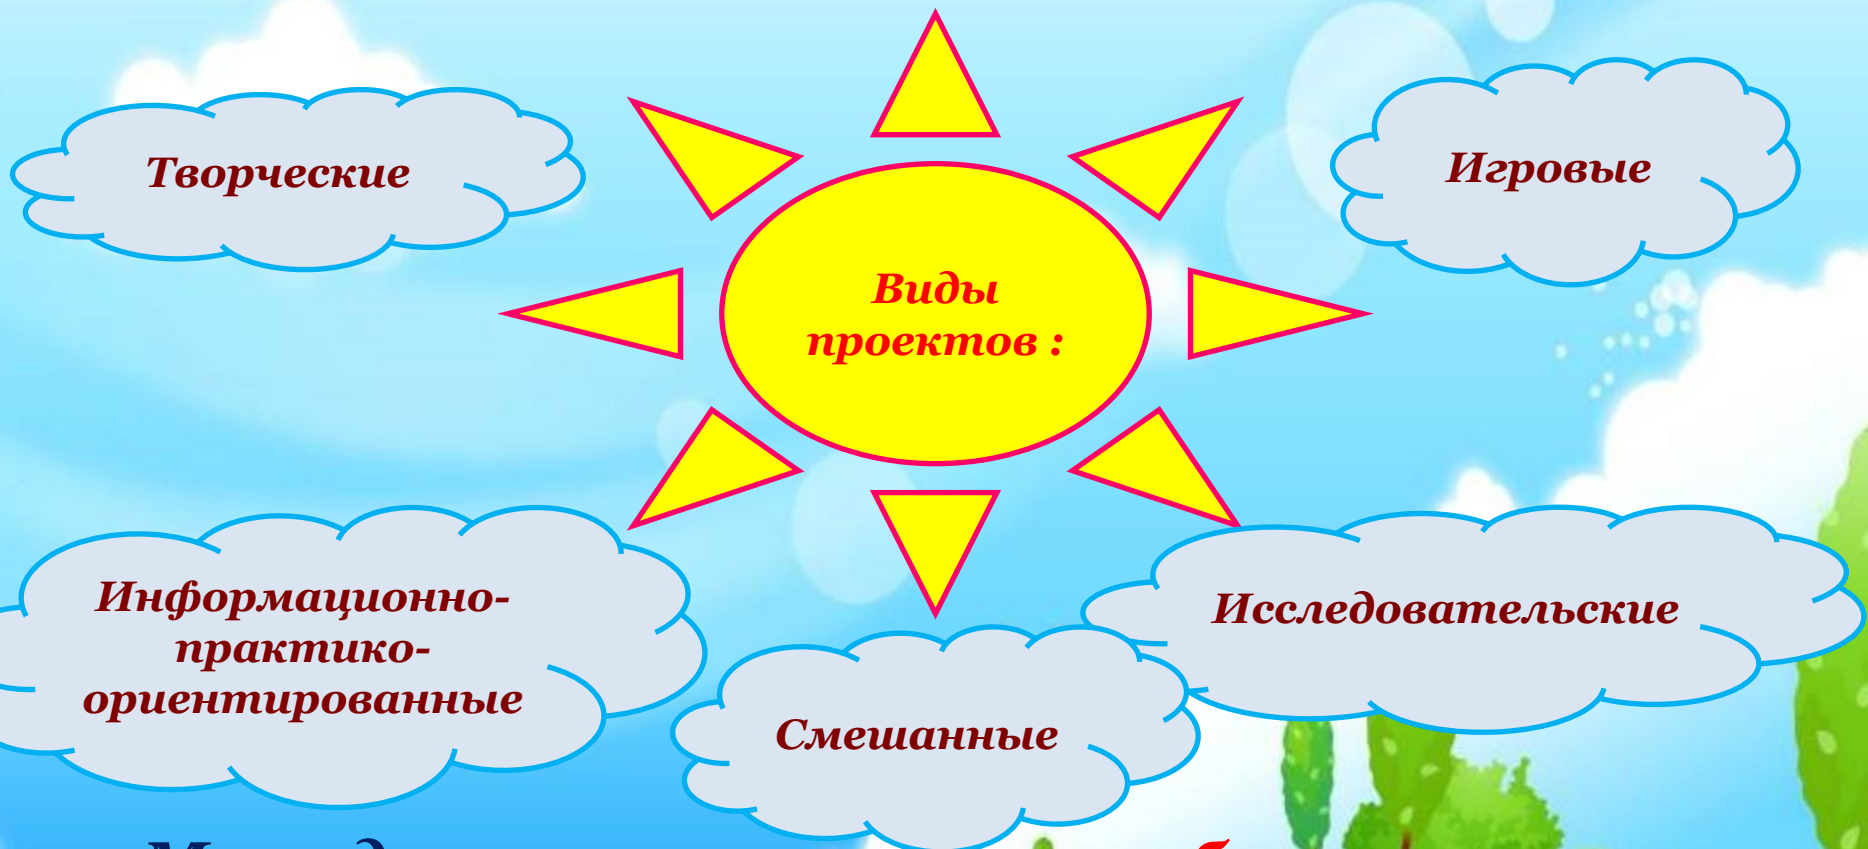 Творческие
Игровые
Виды
проектов :
Информационно-
практико-
ориентированные
Исследовательские
Смешанные